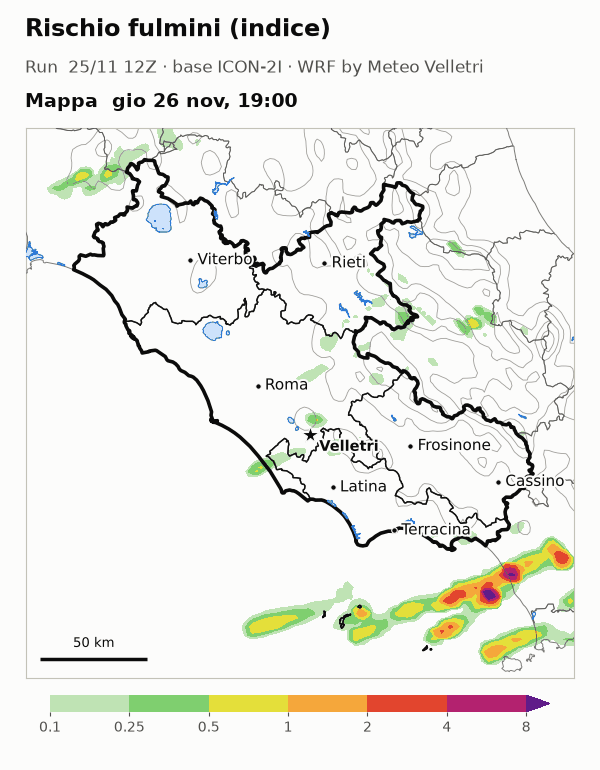 Rischio fulmini (indice)
Run  25/11 12Z · base ICON-2I · WRF by Meteo Velletri
Mappa  gio 26 nov, 19:00
Viterbo
Rieti
Roma
Velletri
Frosinone
Cassino
Latina
Terracina
50 km
0.1 0.25 0.5 1 2 4 8